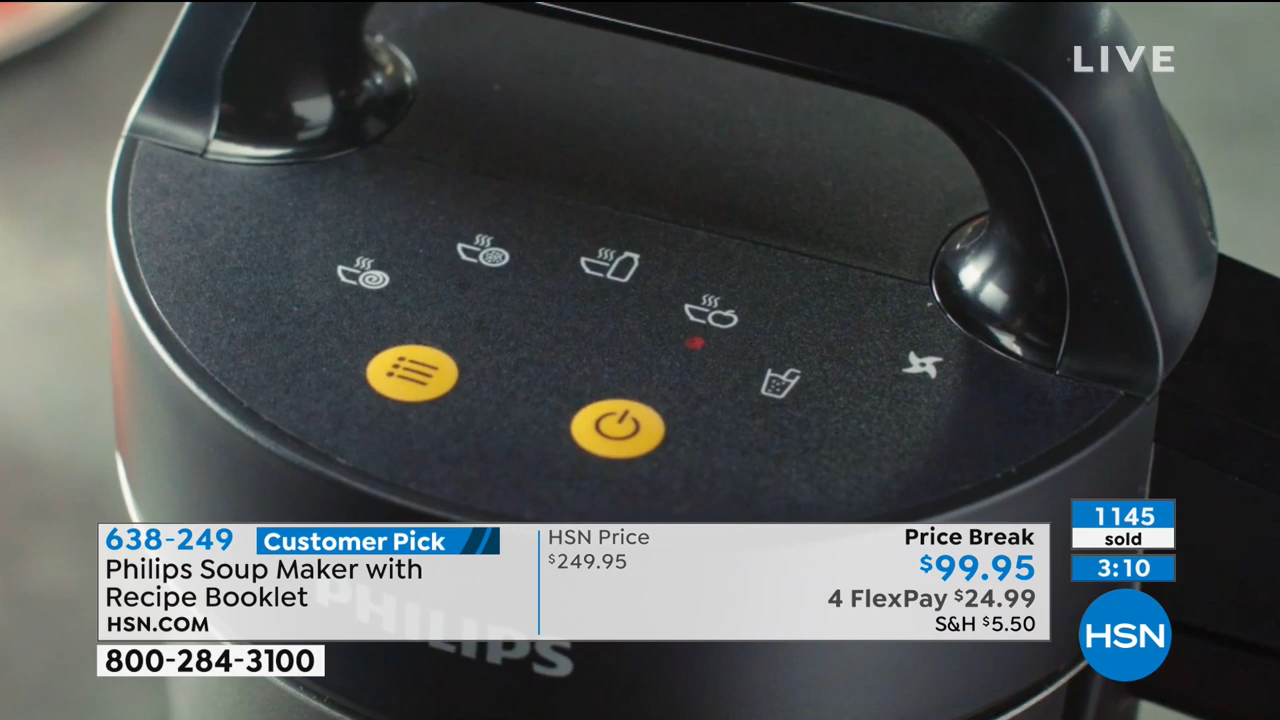 LIVE
638-249 Customer Pick
Philips Soup Maker with
Recipe Booklet
HSN.COM
800-284-3100
HSN Price
$249.95
Price Break
$99.95
4 FlexPay $24.99
S&H $5.50
1145
sold
3:10
HSN
PHILIPS